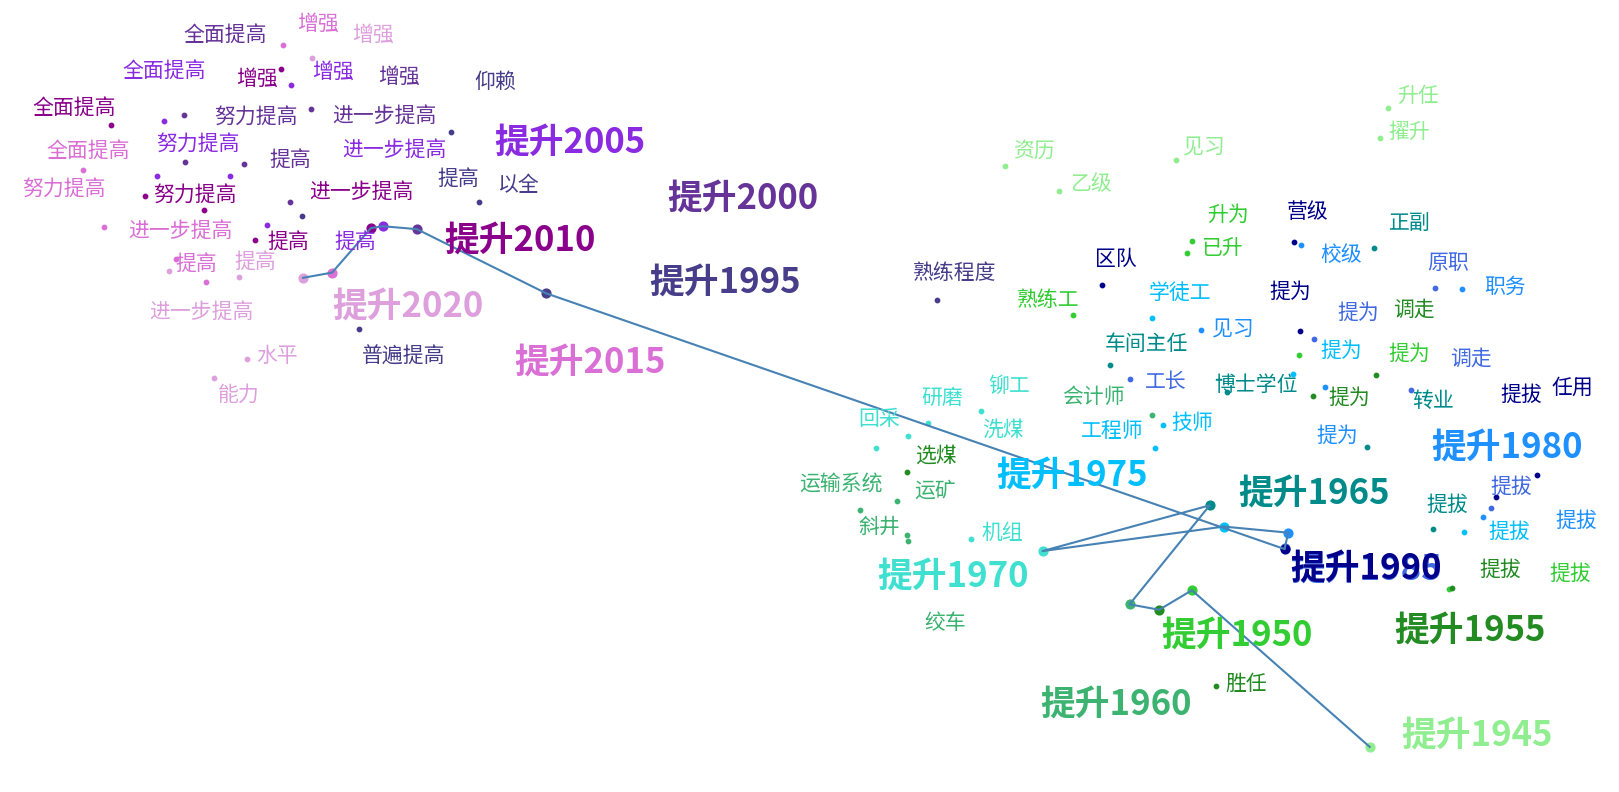 增强
全面提高
增强
全面提高
增强
增强
增强
仰赖
升任
全面提高
努力提高
进一步提高
擢升
提升2005
努力提高
进一步提高
资历
见习
全面提高
提高
努力提高
努力提高
进一步提高
提高
以全
提升2000
乙级
升为
营级
正副
进一步提高
提高
提高
提升2010
已升
校级
区队
提高
提高
熟练程度
原职
提升1995
职务
进一步提高
提升2020
熟练工
学徒工
提为
提为
调走
见习
水平
普遍提高
提升2015
车间主任
提为
提为
调走
能力
铆工
工长
博士学位
研磨
会计师
提为
转业
提拔
任用
回采
洗煤
工程师
技师
提为
提升1980
选煤
提升1975
运输系统
运矿
提升1965
提拔
提拔
斜井
机组
提拔
提拔
提升1970
提升1990
提拔
提拔
绞车
提升1950
提升1955
胜任
提升1960
提升1945